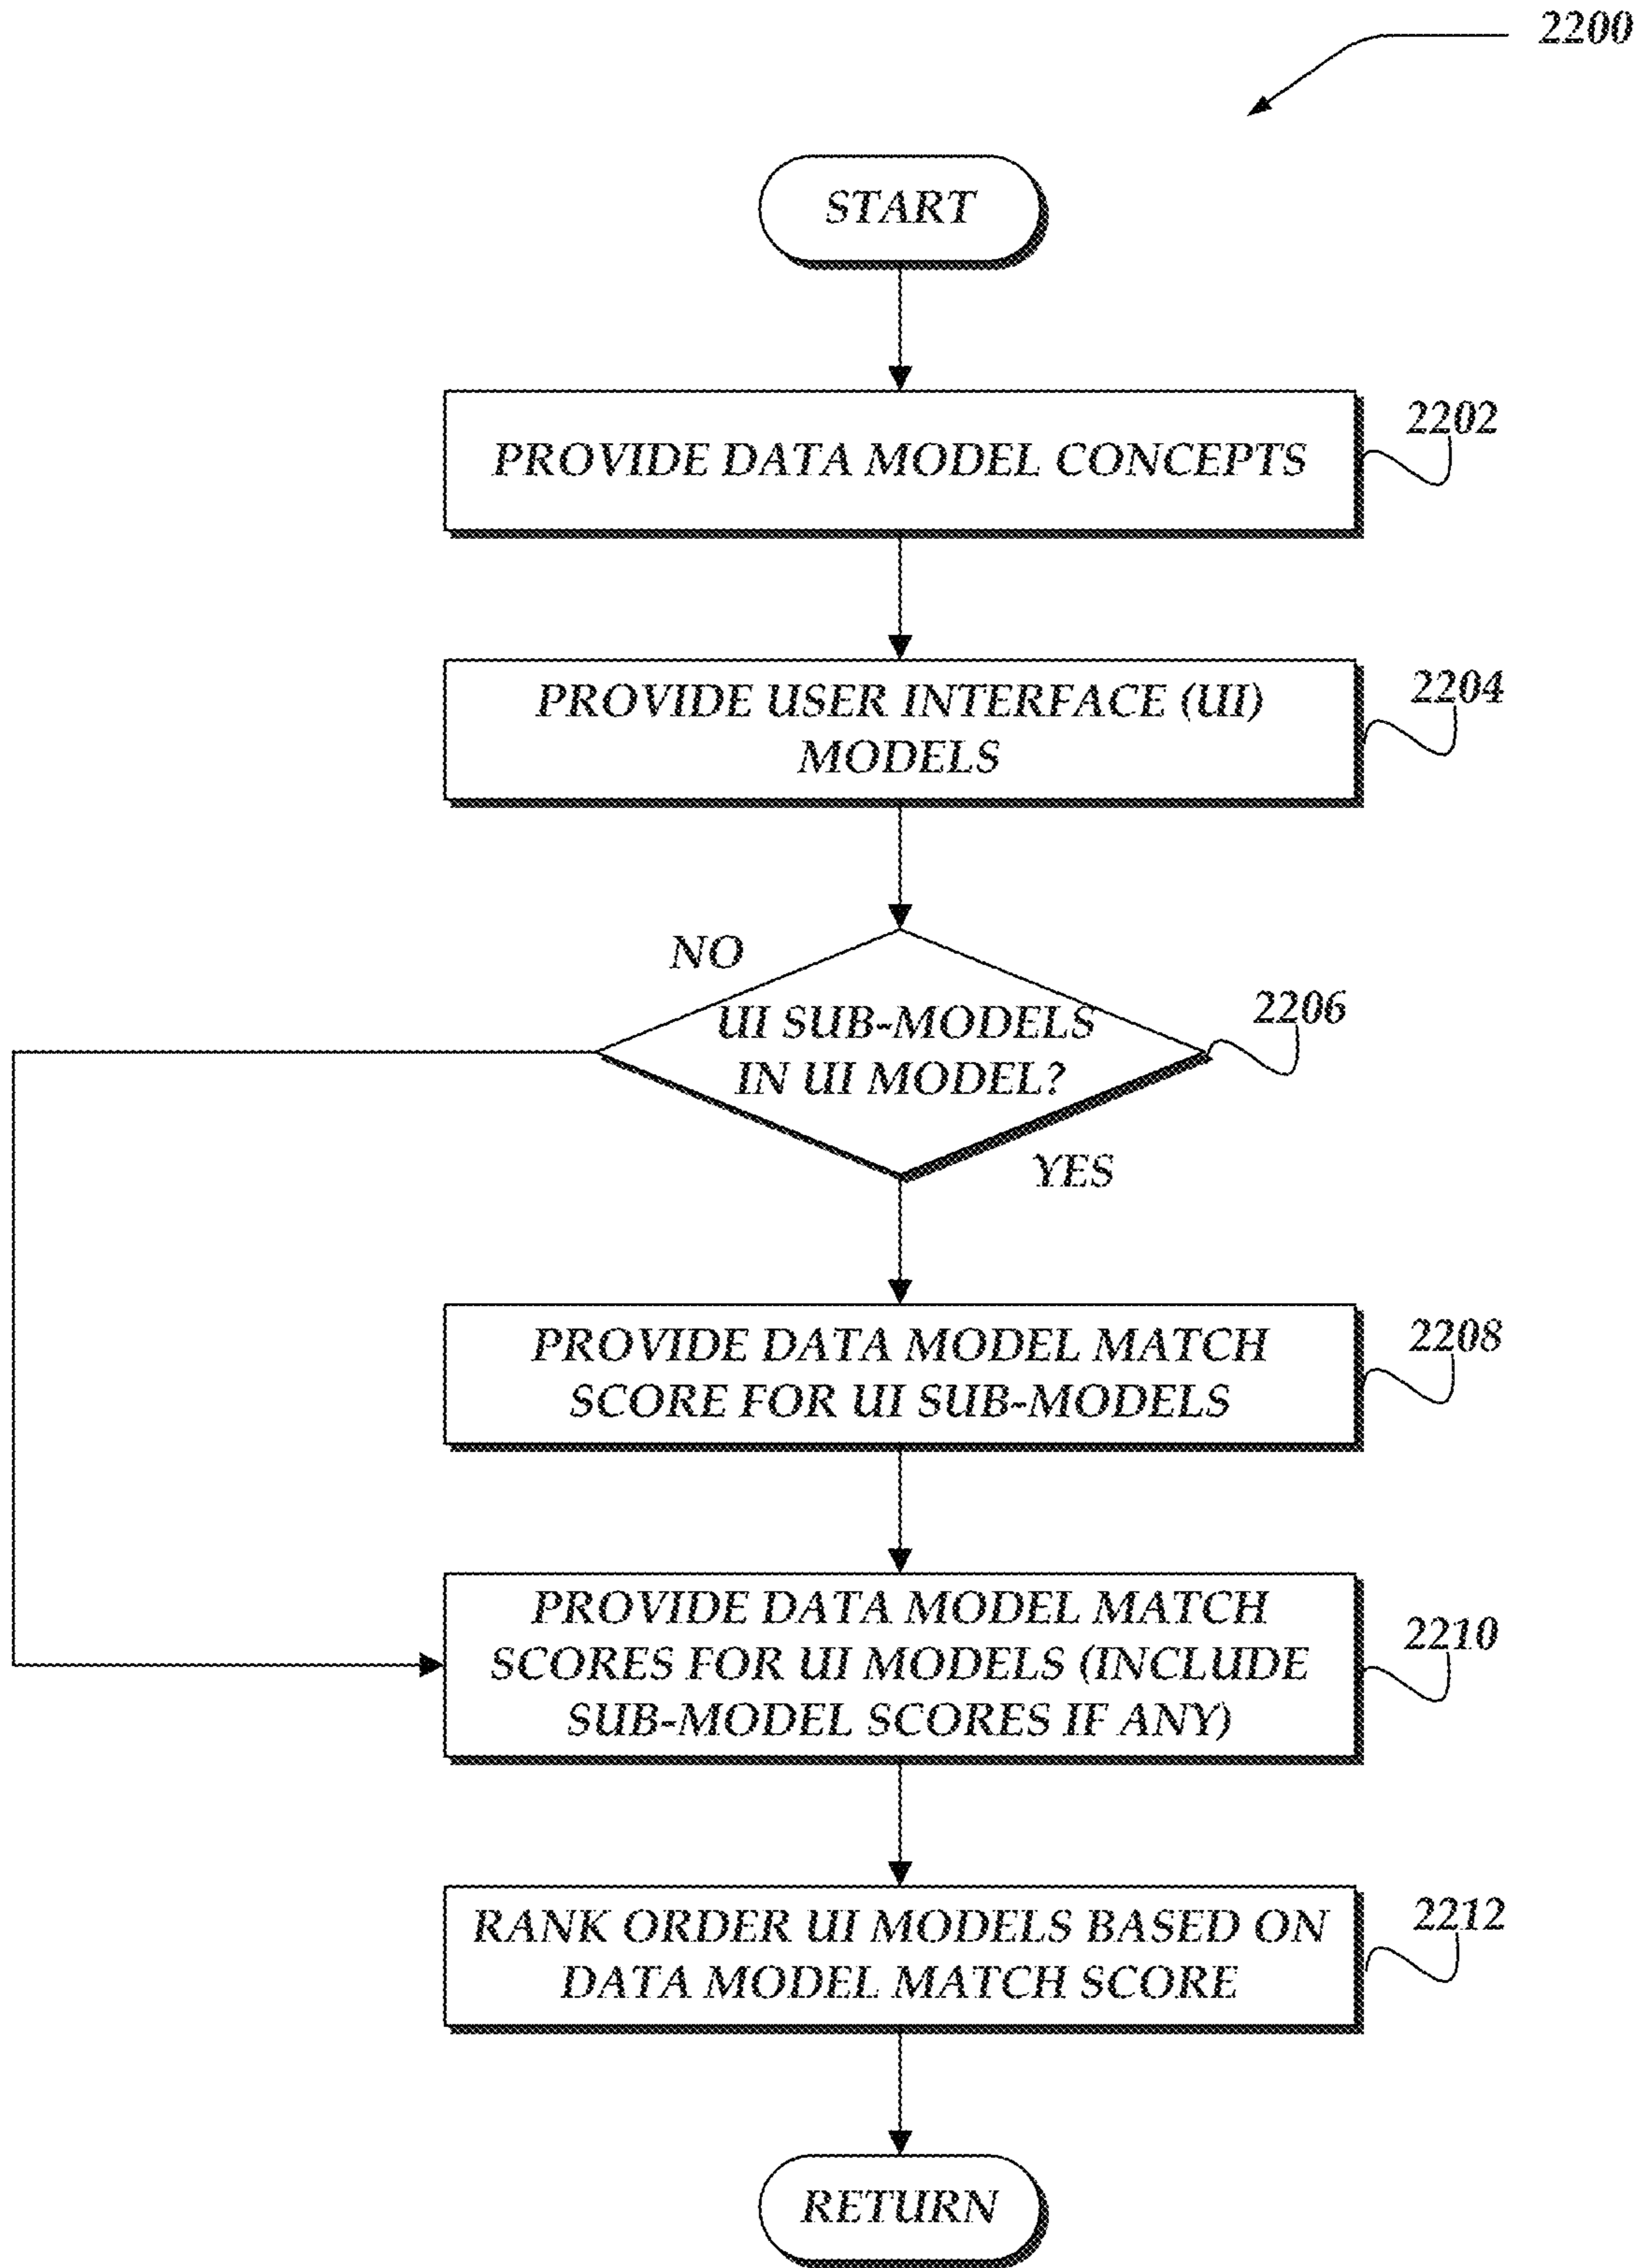 2200
START
PROVIDE DATA MODEL CONCEPTS
2202
PROVIDE USER INTERFACE (UI)
MODELS
2204
NO
UI SUB-MODELS
IN UI MODEL?
2206
YES
PROVIDE DATA MODEL MATCH
SCORE FOR UI SUB-MODELS
2208
PROVIDE DATA MODEL MATCH
SCORES FOR UI MODELS (INCLUDE
SUB-MODEL SCORES IF ANY)
2210
RANK ORDER UI MODELS BASED ON
DATA MODEL MATCH SCORE
2212
RETURN